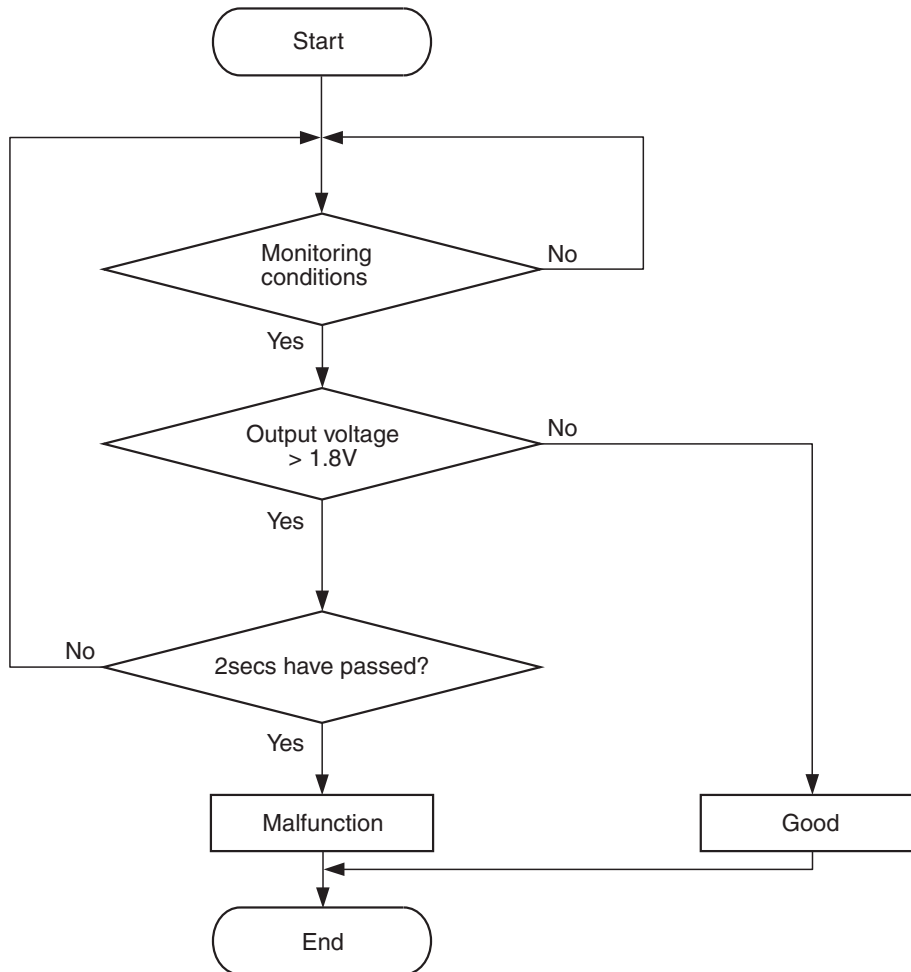 Start
Monitoring
conditions
No
Yes
Output voltage
> 1.8V
No
Yes
2secs have passed?
No
Yes
Malfunction
Good
End